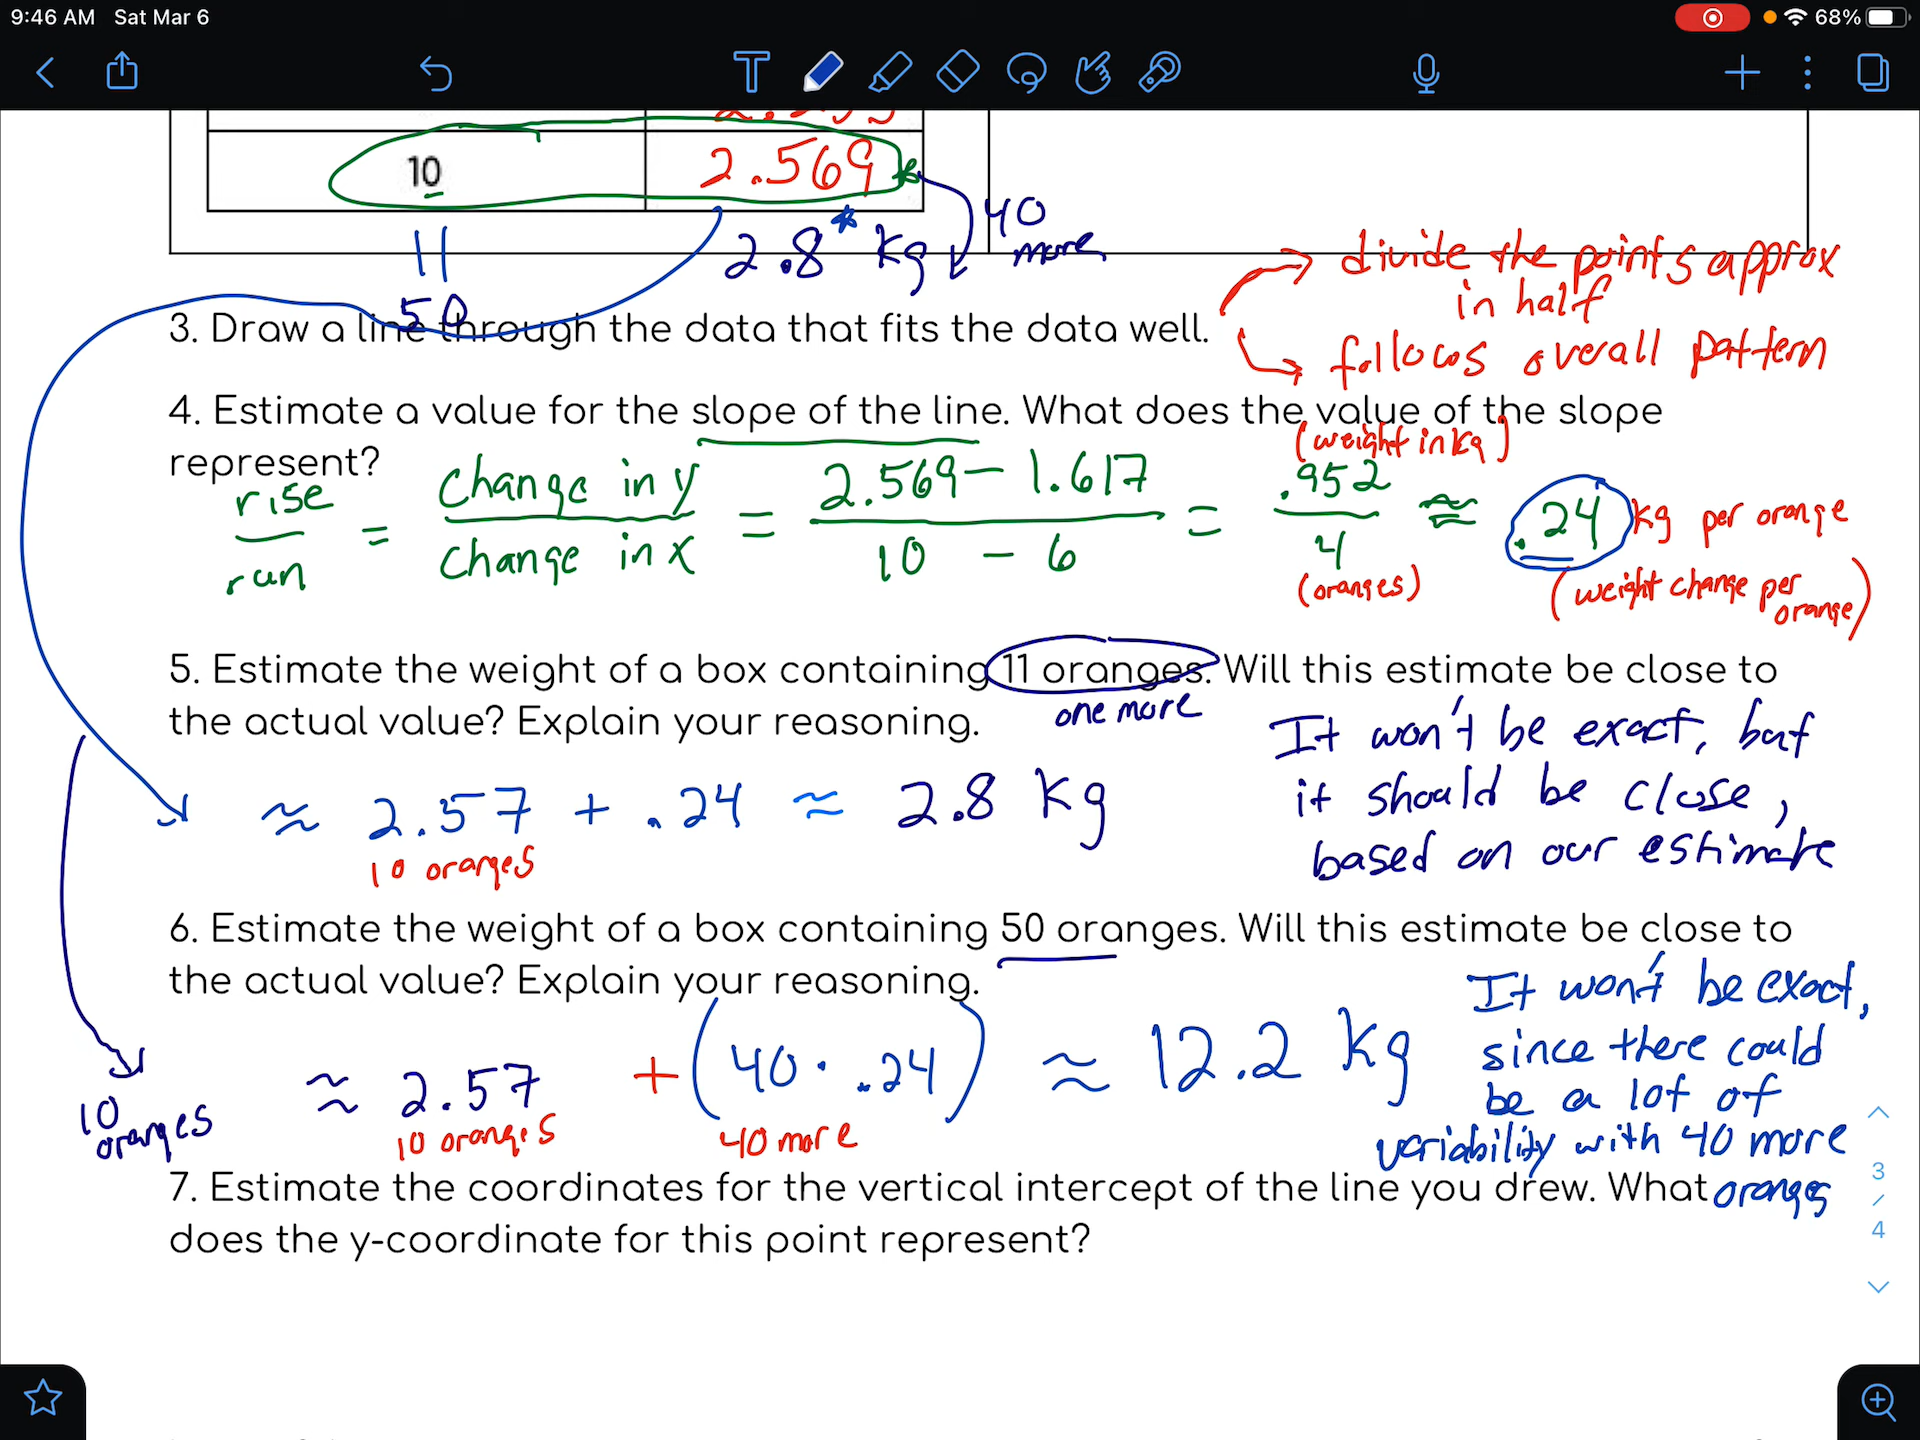 9:46 AM Sat Mar 6
68%
10 2.569
40 more
11 2.8 kg
50
divide the points approx in half
3. Draw a line through the data that fits the data well.
follows overall pattern
4. Estimate a value for the slope of the line. What does the value of the slope
represent?
(weight in kg)
rise/run = change in y/change in x = 2.569 - 1.617/10 - 6 = .952/4 ≈ .24 kg per orange
(oranges)
(weight change per orange)
5. Estimate the weight of a box containing 11 oranges. Will this estimate be close to
the actual value? Explain your reasoning.
one more
It won't be exact, but
it should be close,
based on our estimate
≈ 2.57 + .24 ≈ 2.8 kg
10 oranges
6. Estimate the weight of a box containing 50 oranges. Will this estimate be close to
the actual value? Explain your reasoning.
It won't be exact,
since there could
be a lot of
variability with 40 more
oranges
10 oranges
≈ 2.57 + (40 · .24) ≈ 12.2 kg
10 oranges 40 more
7. Estimate the coordinates for the vertical intercept of the line you drew. What
does the y-coordinate for this point represent?
3
/
4